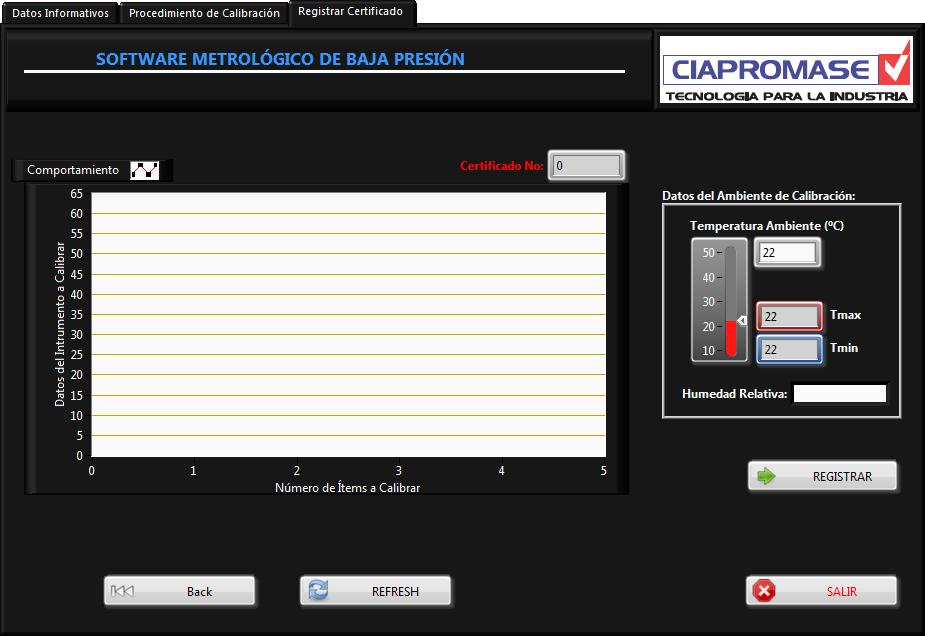 Datos Informativos
Procedimiento de Calibración
Registrar Certificado
SOFTWARE METROLÓGICO DE BAJA PRESIÓN
CIAPROMASE
TECNOLOGIA PARA LA INDUSTRIA
Comportamiento
Certificado No:
0
Datos del Intrumento a Calibrar
65
60
55
50
45
40
35
30
25
20
15
10
5
0
0 1 2 3 4 5
Número de Ítems a Calibrar
Datos del Ambiente de Calibración:
Temperatura Ambiente (ºC)
50
40
30
20
10
22
22 Tmax
22 Tmin
Humedad Relativa:
REGISTRAR
Back
REFRESH
SALIR